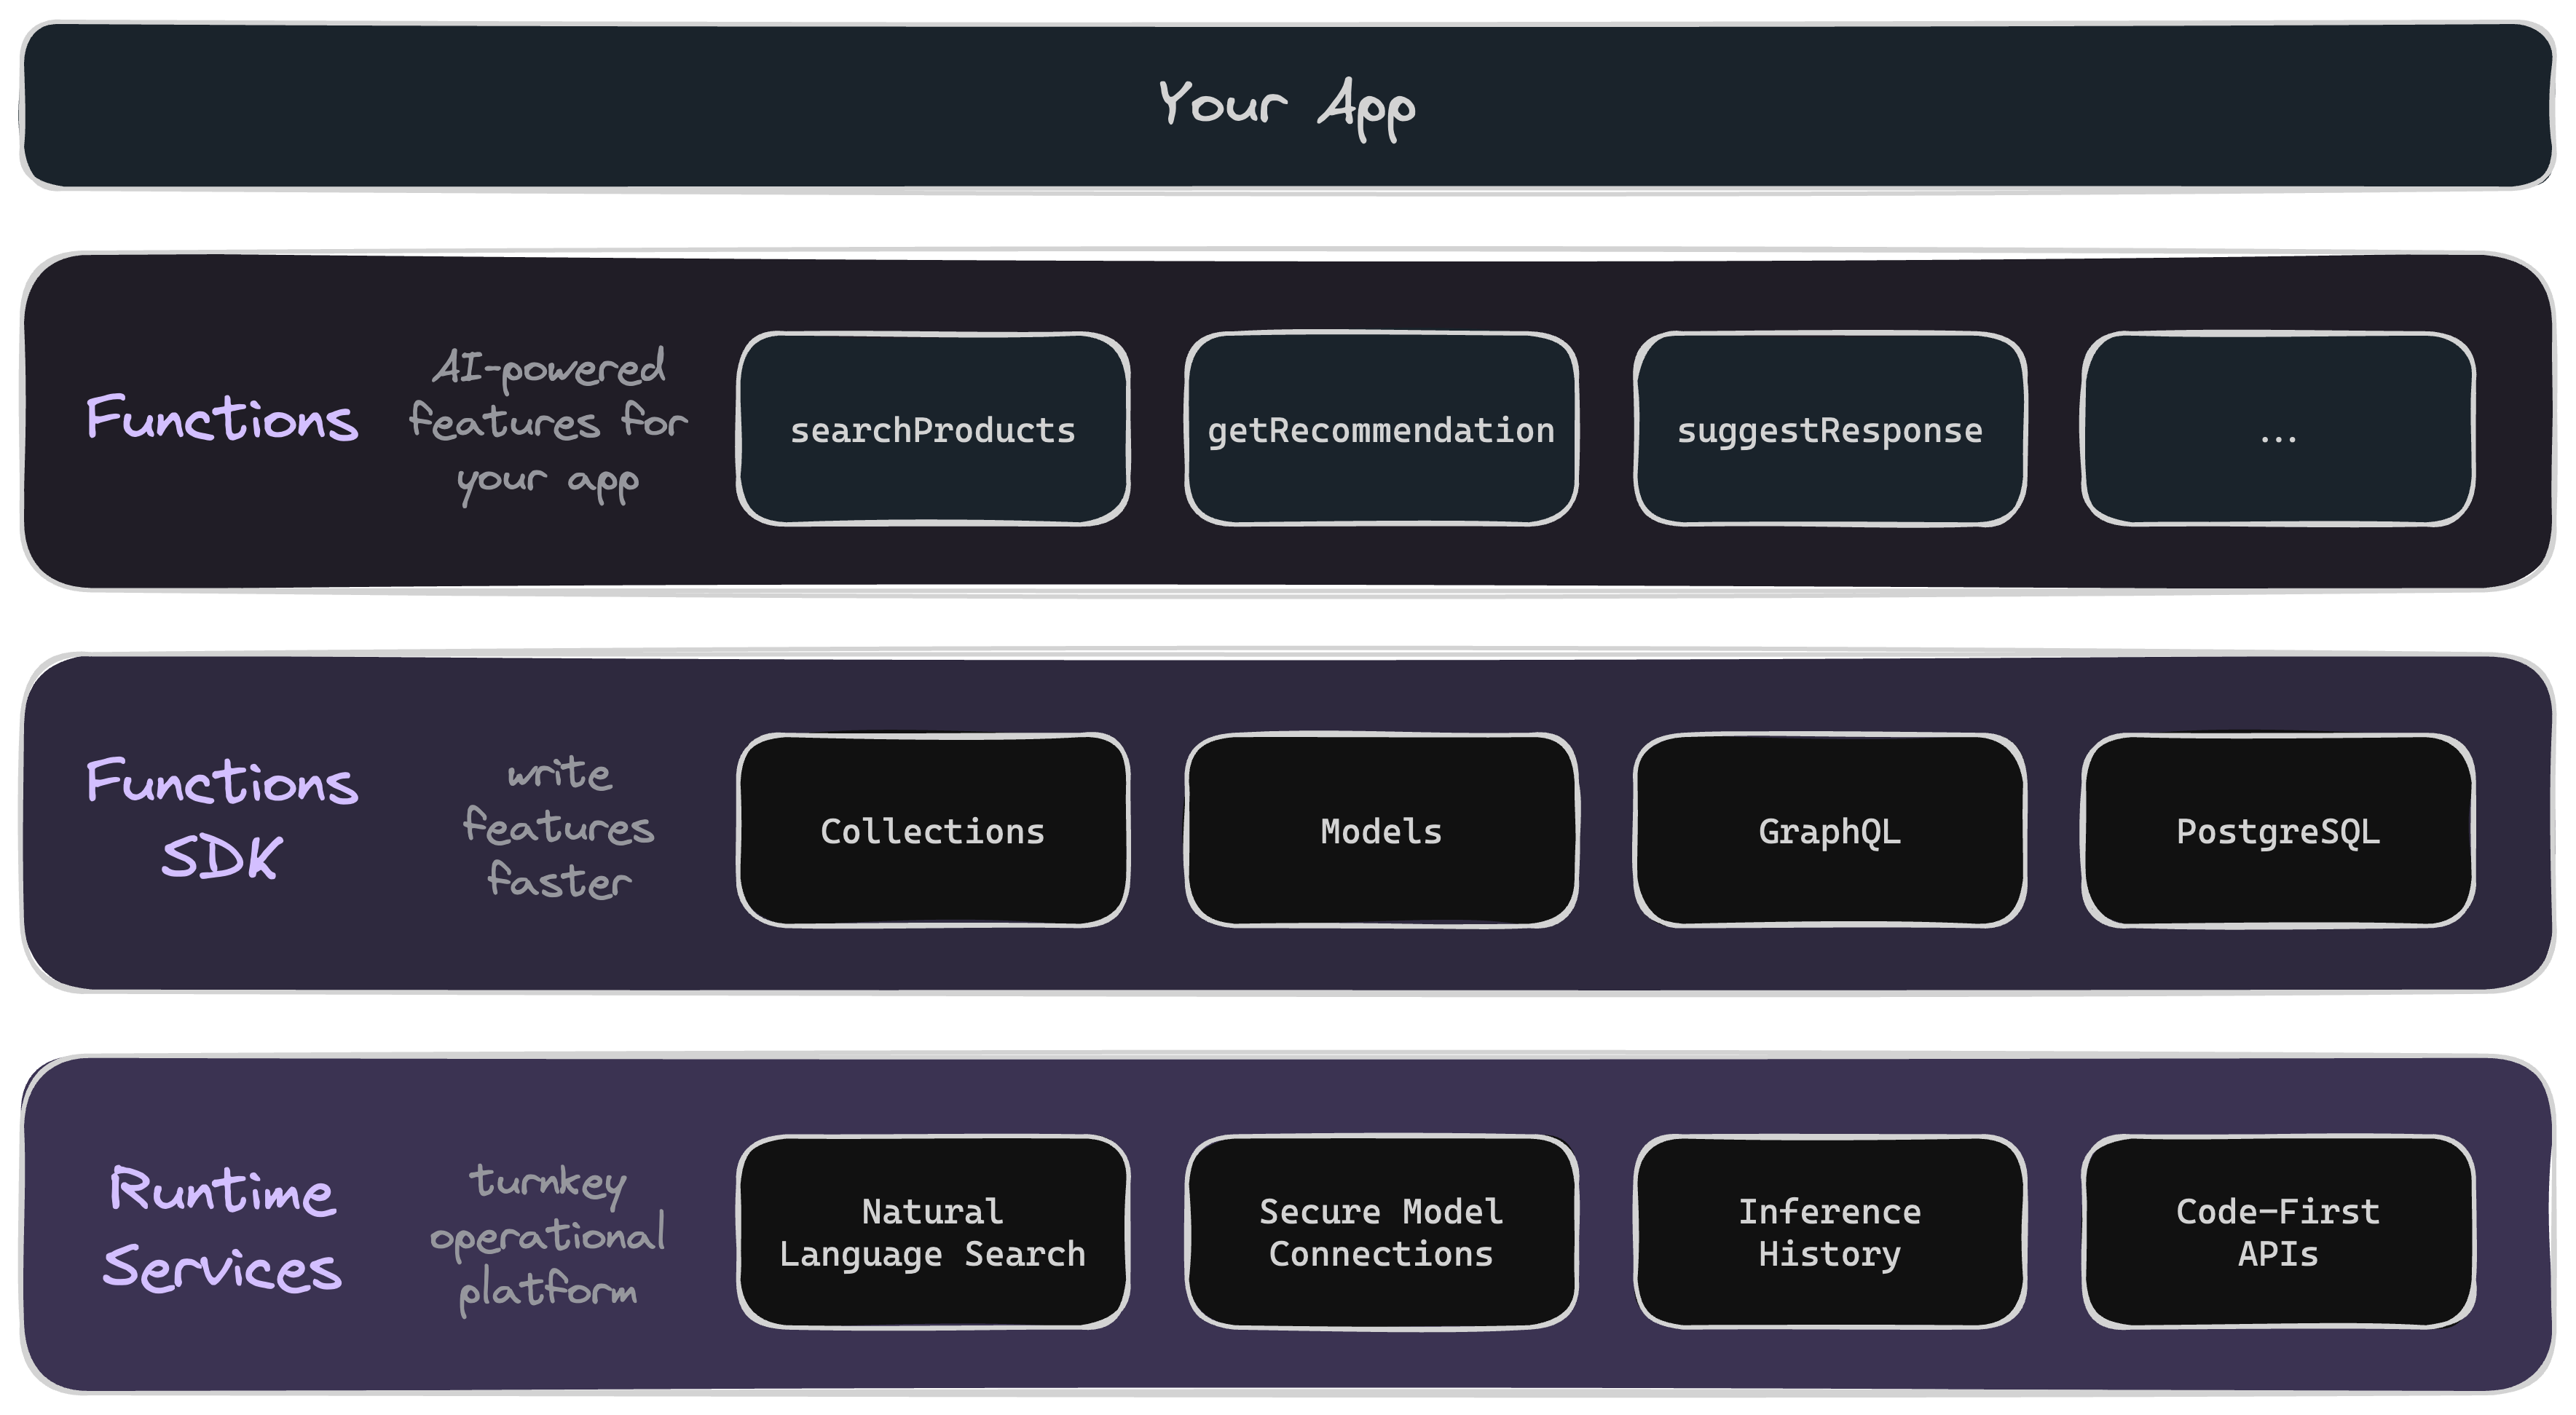 Your App
Functions
AI-powered
features for
your app
searchProducts
getRecommendation
suggestResponse
...
Functions
SDK
write
features
faster
Collections
Models
GraphQL
PostgreSQL
Runtime
Services
turnkey
operational
platform
Natural
Language Search
Secure Model
Connections
Inference
History
Code-First
APIs